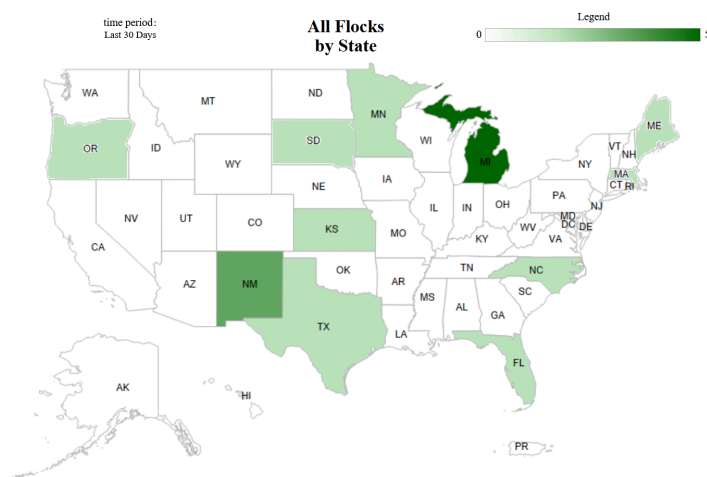 time period:
Last 30 Days
All Flocks
by State
Legend
0
5
WA
MT
ND
MN
ME
OR
ID
SD
WI
MI
VT
NH
WY
NY
MA
CT
RI
IA
NE
PA
NV
UT
CO
IL
IN
OH
NJ
MD
DC
DE
CA
KS
MO
KY
WV
VA
AZ
NM
OK
AR
TN
NC
SC
TX
MS
AL
GA
LA
FL
AK
HI
PR